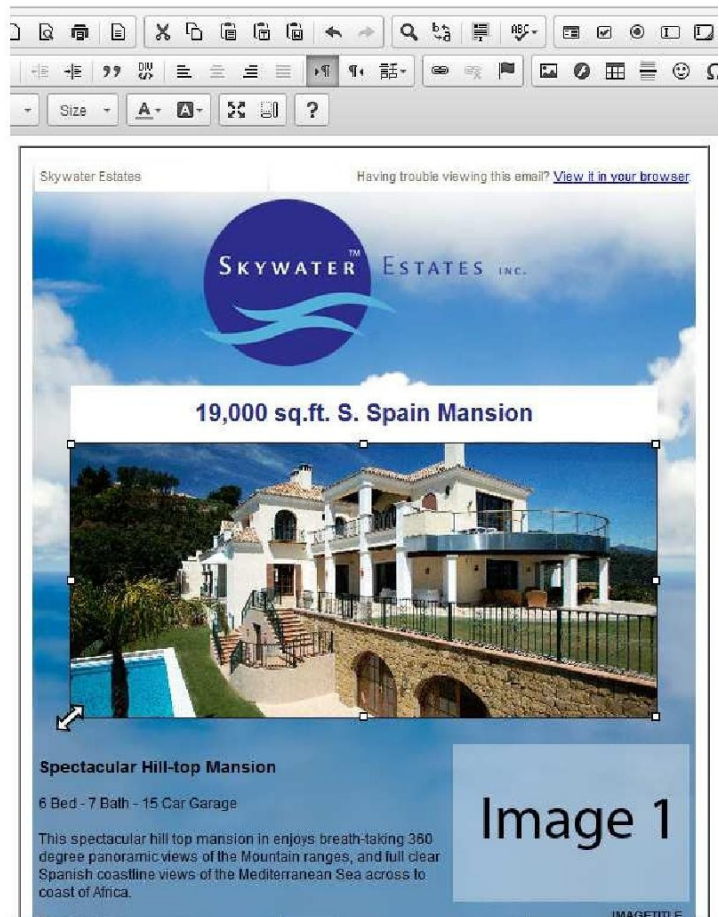 Size
?
Skywater Estates
Having trouble viewing this email? View it in your browser
SKYWATER™ ESTATES INC.
19,000 sq.ft. S. Spain Mansion
Spectacular Hill-top Mansion
6 Bed - 7 Bath - 15 Car Garage
This spectacular hill top mansion in enjoys breath-taking 360
degree panoramic views of the Mountain ranges, and full clear
Spanish coastline views of the Mediterranean Sea across to
coast of Africa.
Image 1
IMAGETITLE